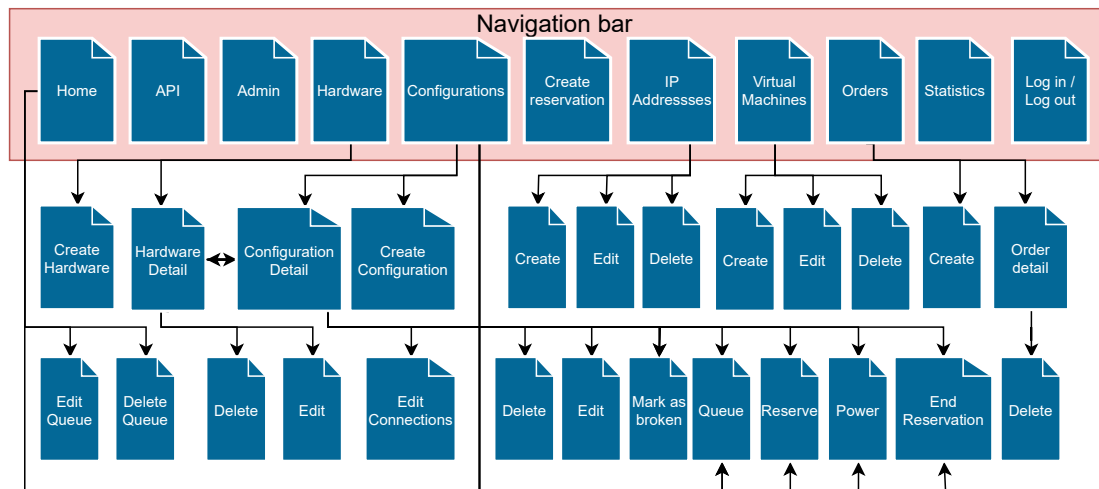 Navigation bar
Home
API
Admin
Hardware
Configurations
Create
reservation
IP
Addressses
Virtual
Machines
Orders
Statistics
Log in /
Log out
Create
Hardware
Hardware
Detail
Configuration
Detail
Create
Configuration
Create
Edit
Delete
Create
Edit
Delete
Create
Order
detail
Edit
Queue
Delete
Queue
Delete
Edit
Edit
Connections
Delete
Edit
Mark as
broken
Queue
Reserve
Power
End
Reservation
Delete